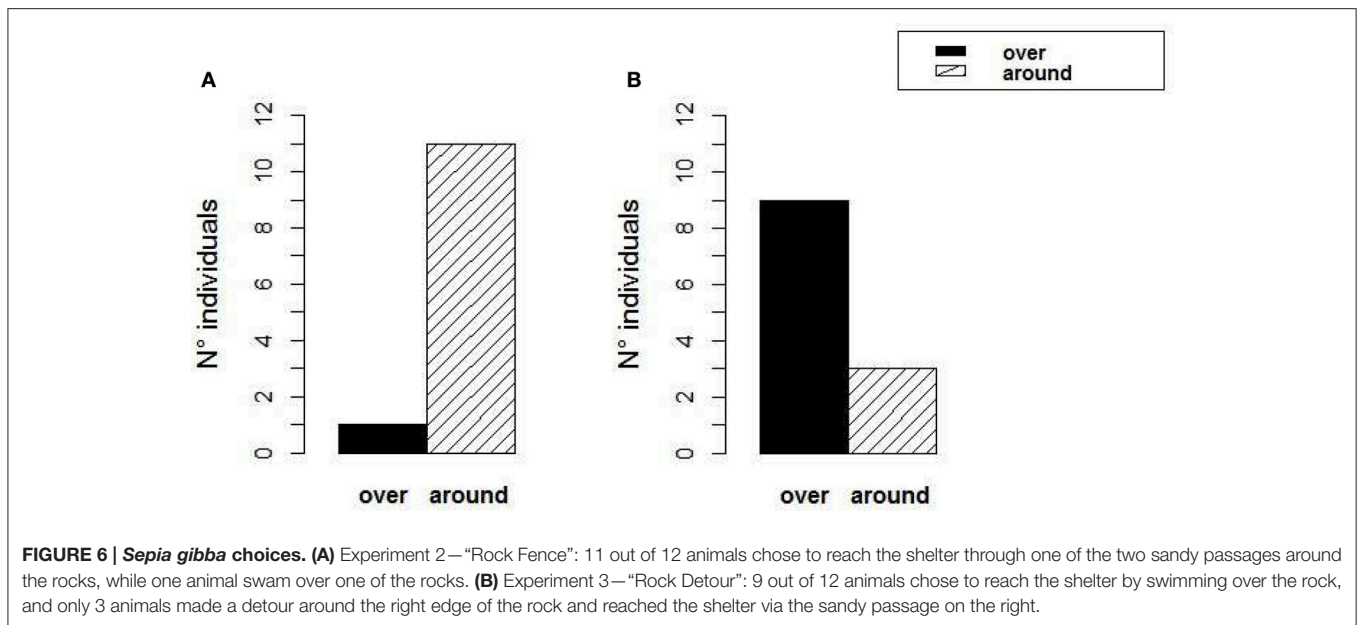 over
around
A
B
12
10
8
6
4
2
0
N° individuals
over around
12
10
8
6
4
2
0
N° individuals
over around
FIGURE 6 | Sepia gibba choices. (A) Experiment 2—“Rock Fence”: 11 out of 12 animals chose to reach the shelter through one of the two sandy passages around
the rocks, while one animal swam over one of the rocks. (B) Experiment 3—“Rock Detour”: 9 out of 12 animals chose to reach the shelter by swimming over the rock,
and only 3 animals made a detour around the right edge of the rock and reached the shelter via the sandy passage on the right.